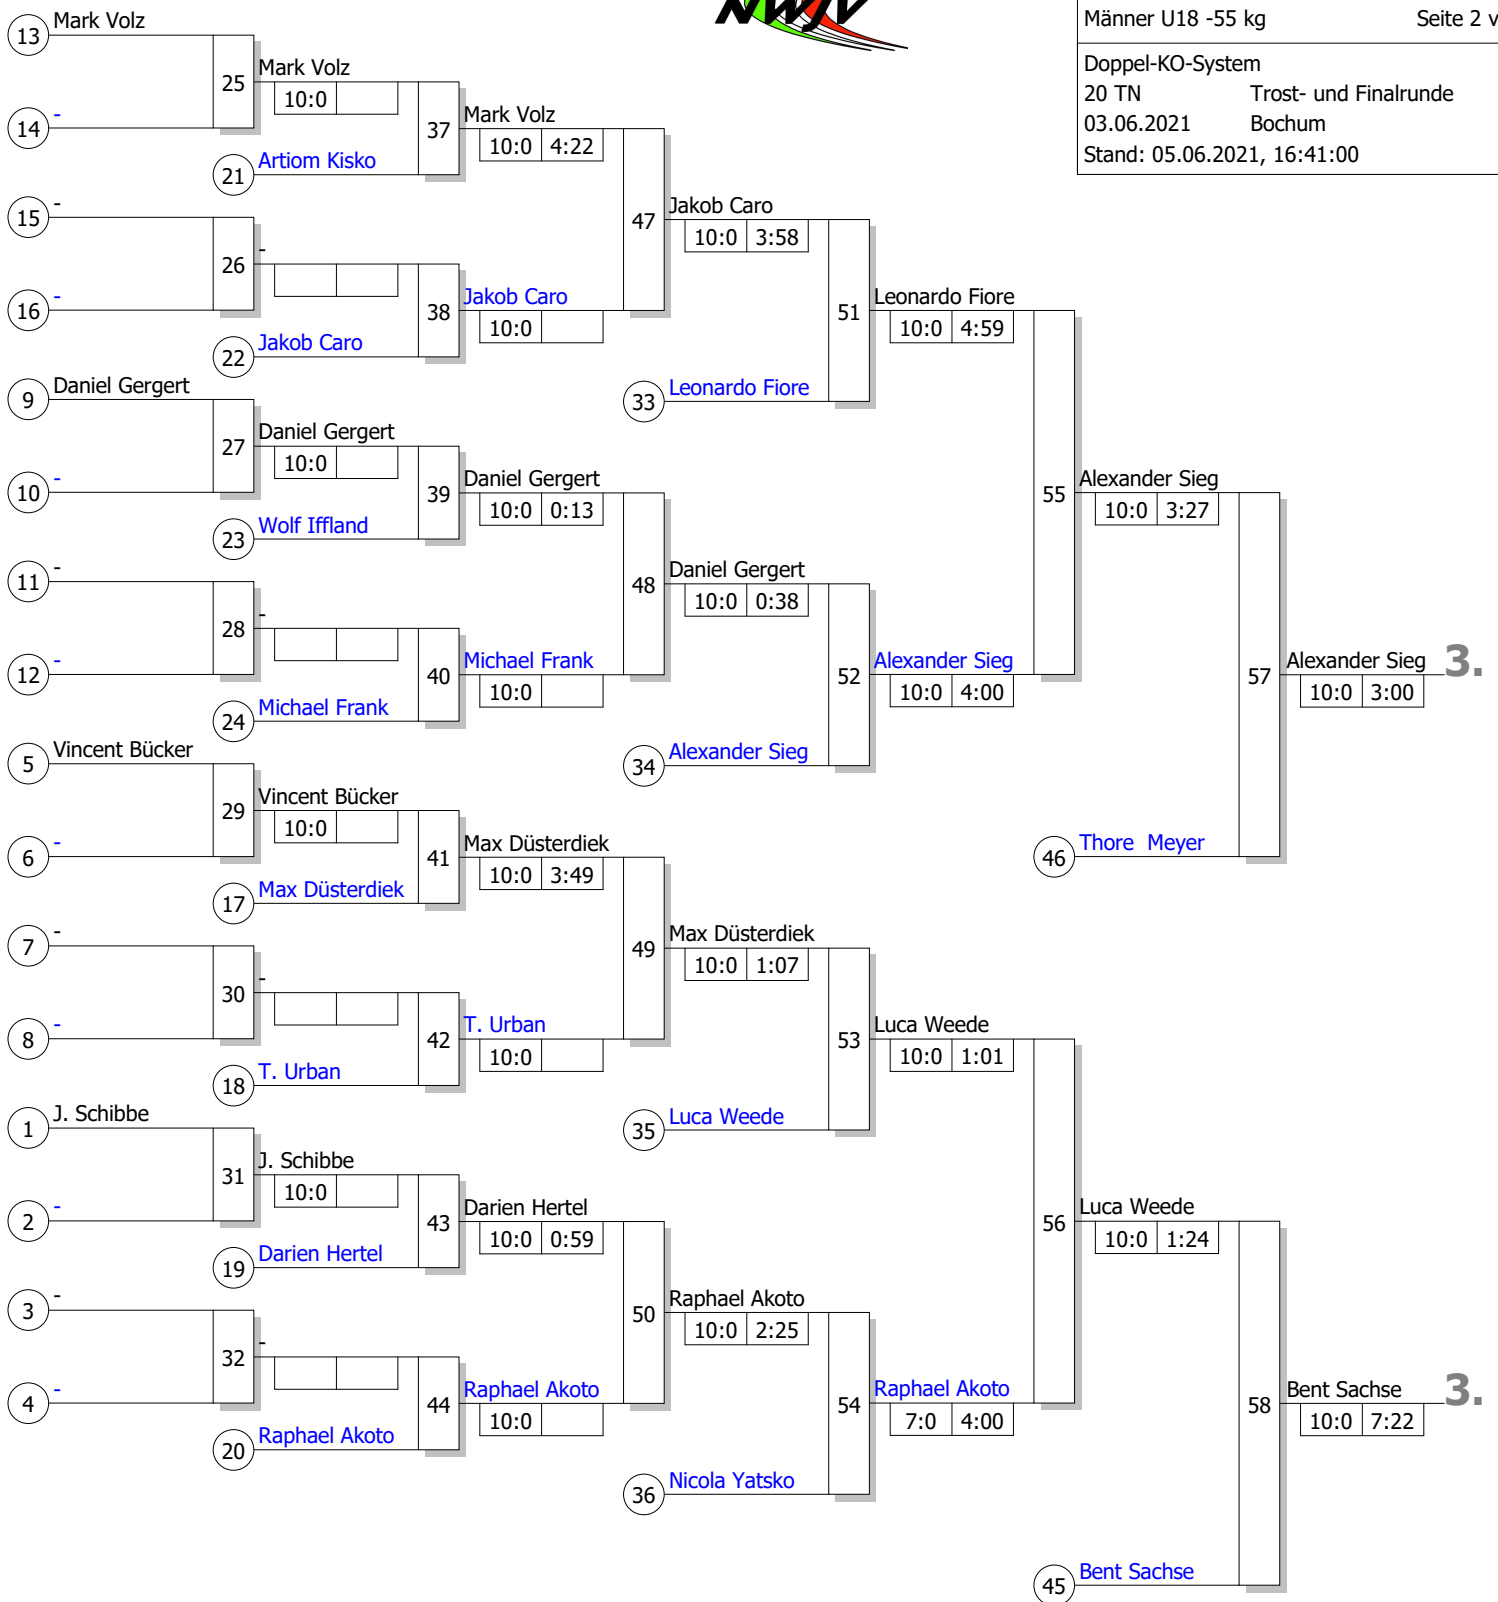 NWJV
Männer U18 -55 kg Seite 2 v
Doppel-KO-System
20 TN Trost- und Finalrunde
03.06.2021 Bochum
Stand: 05.06.2021, 16:41:00
13 Mark Volz
25 Mark Volz
10:0
14 -
37 Mark Volz
10:0 4:22
21 Artiom Kisko
15 -
47 Jakob Caro
10:0 3:58
26 -
16 -
38 Jakob Caro
10:0
22 Jakob Caro
51 Leonardo Fiore
10:0 4:59
33 Leonardo Fiore
9 Daniel Gergert
27 Daniel Gergert
10:0
10 -
39 Daniel Gergert
10:0 0:13
23 Wolf Iffland
55 Alexander Sieg
10:0 3:27
11 -
48 Daniel Gergert
10:0 0:38
28 -
12 -
40 Michael Frank
10:0
24 Michael Frank
52 Alexander Sieg
10:0 4:00
34 Alexander Sieg
57 Alexander Sieg 3.
10:0 3:00
5 Vincent Bücker
29 Vincent Bücker
10:0
6 -
41 Max Düsterdiek
10:0 3:49
17 Max Düsterdiek
46 Thore Meyer
7 -
49 Max Düsterdiek
10:0 1:07
30 -
8 -
42 T. Urban
10:0
18 T. Urban
53 Luca Weede
10:0 1:01
35 Luca Weede
1 J. Schibbe
31 J. Schibbe
10:0
2 -
43 Darien Hertel
10:0 0:59
19 Darien Hertel
56 Luca Weede
10:0 1:24
3 -
50 Raphael Akoto
10:0 2:25
32 -
4 -
44 Raphael Akoto
10:0
20 Raphael Akoto
54 Raphael Akoto
7:0 4:00
36 Nicola Yatsko
58 Bent Sachse 3.
10:0 7:22
45 Bent Sachse